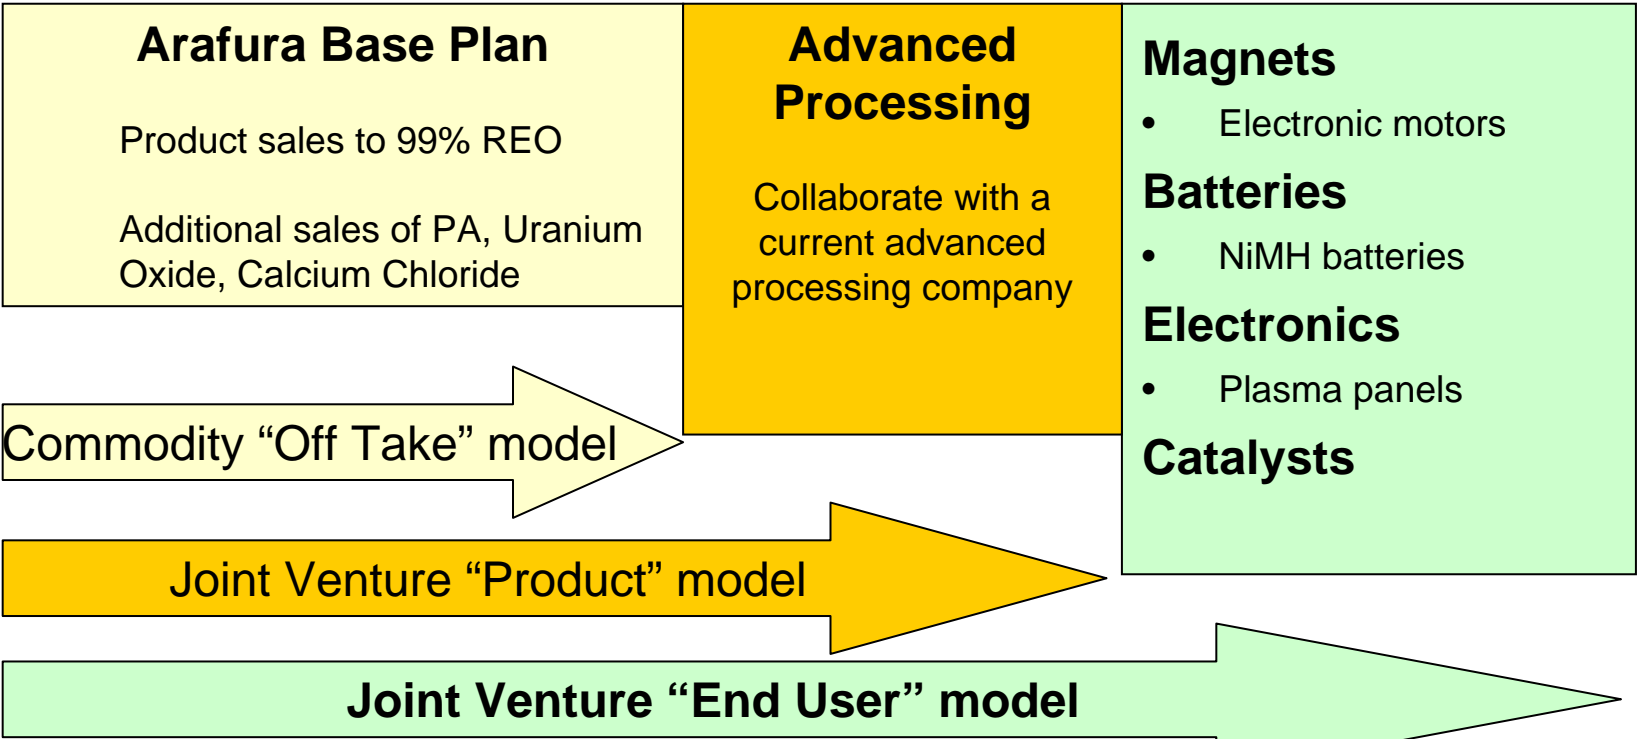 Arafura Base Plan
Product sales to 99% REO
Additional sales of PA, Uranium
Oxide, Calcium Chloride
Advanced
Processing
Collaborate with a
current advanced
processing company
Magnets
• Electronic motors
Batteries
• NiMH batteries
Electronics
• Plasma panels
Catalysts
Commodity “Off Take” model
Joint Venture “Product” model
Joint Venture “End User” model